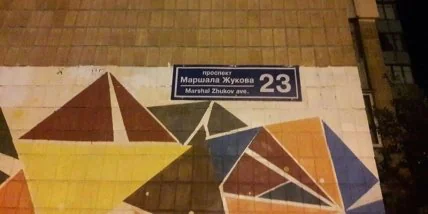 проспект
Маршала Жукова 23
Marshal Zhukov ave.